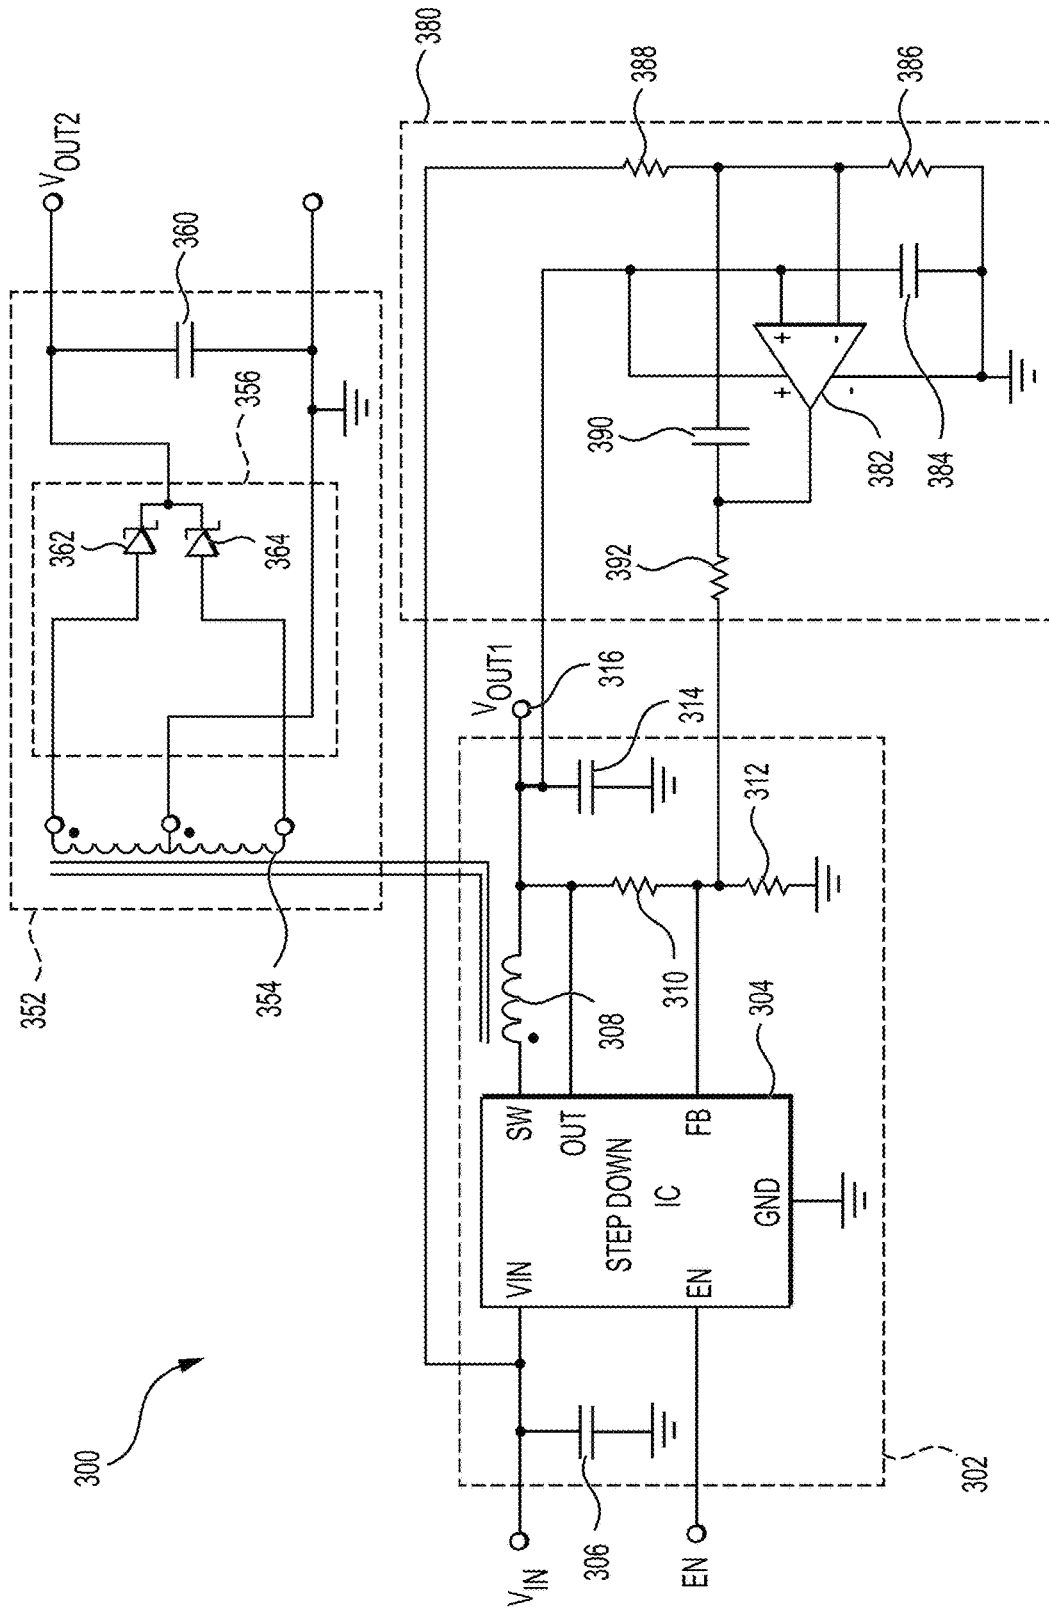 300
352
354
362
364
356
360
VOUT2
380
388
386
390
392
382
384
VOUT1
316
314
312
310
308
304
SW
OUT
FB
STEP DOWN
IC
VIN
EN
GND
VIN
EN
306
302
+
-
+
-